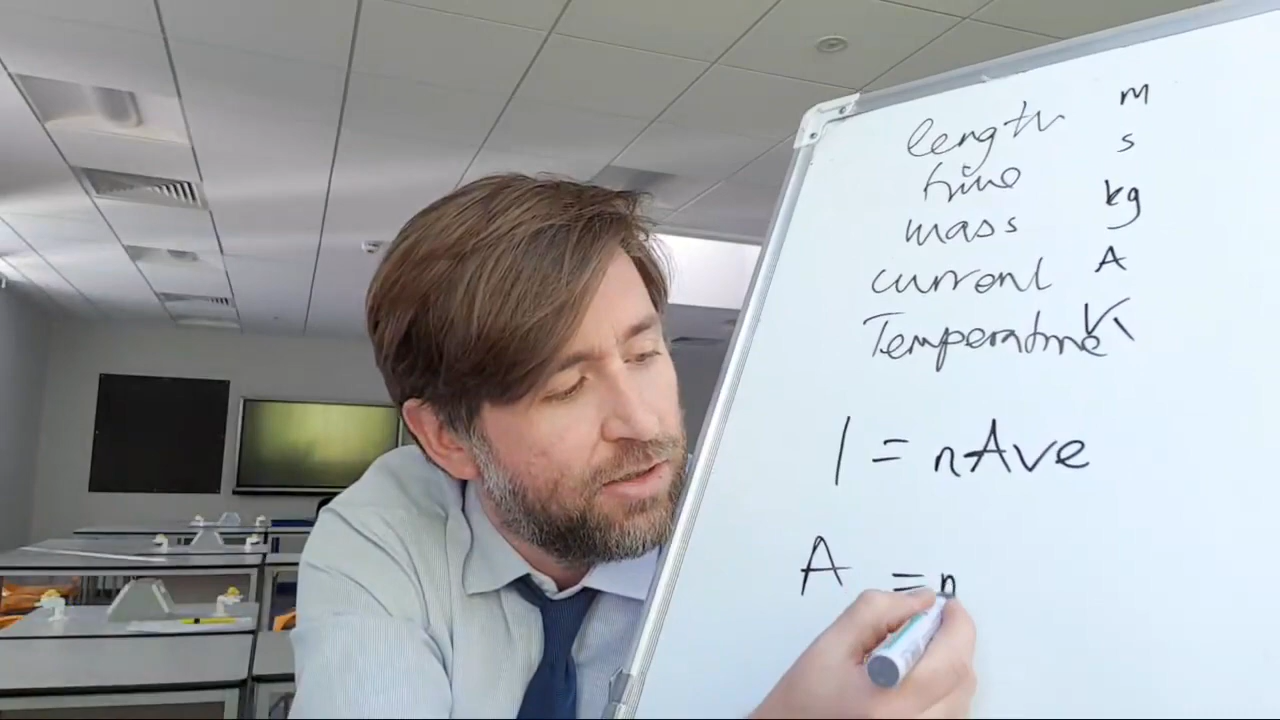 length m
time s
mass kg
current A
Temperature K
I = nAve
A = n